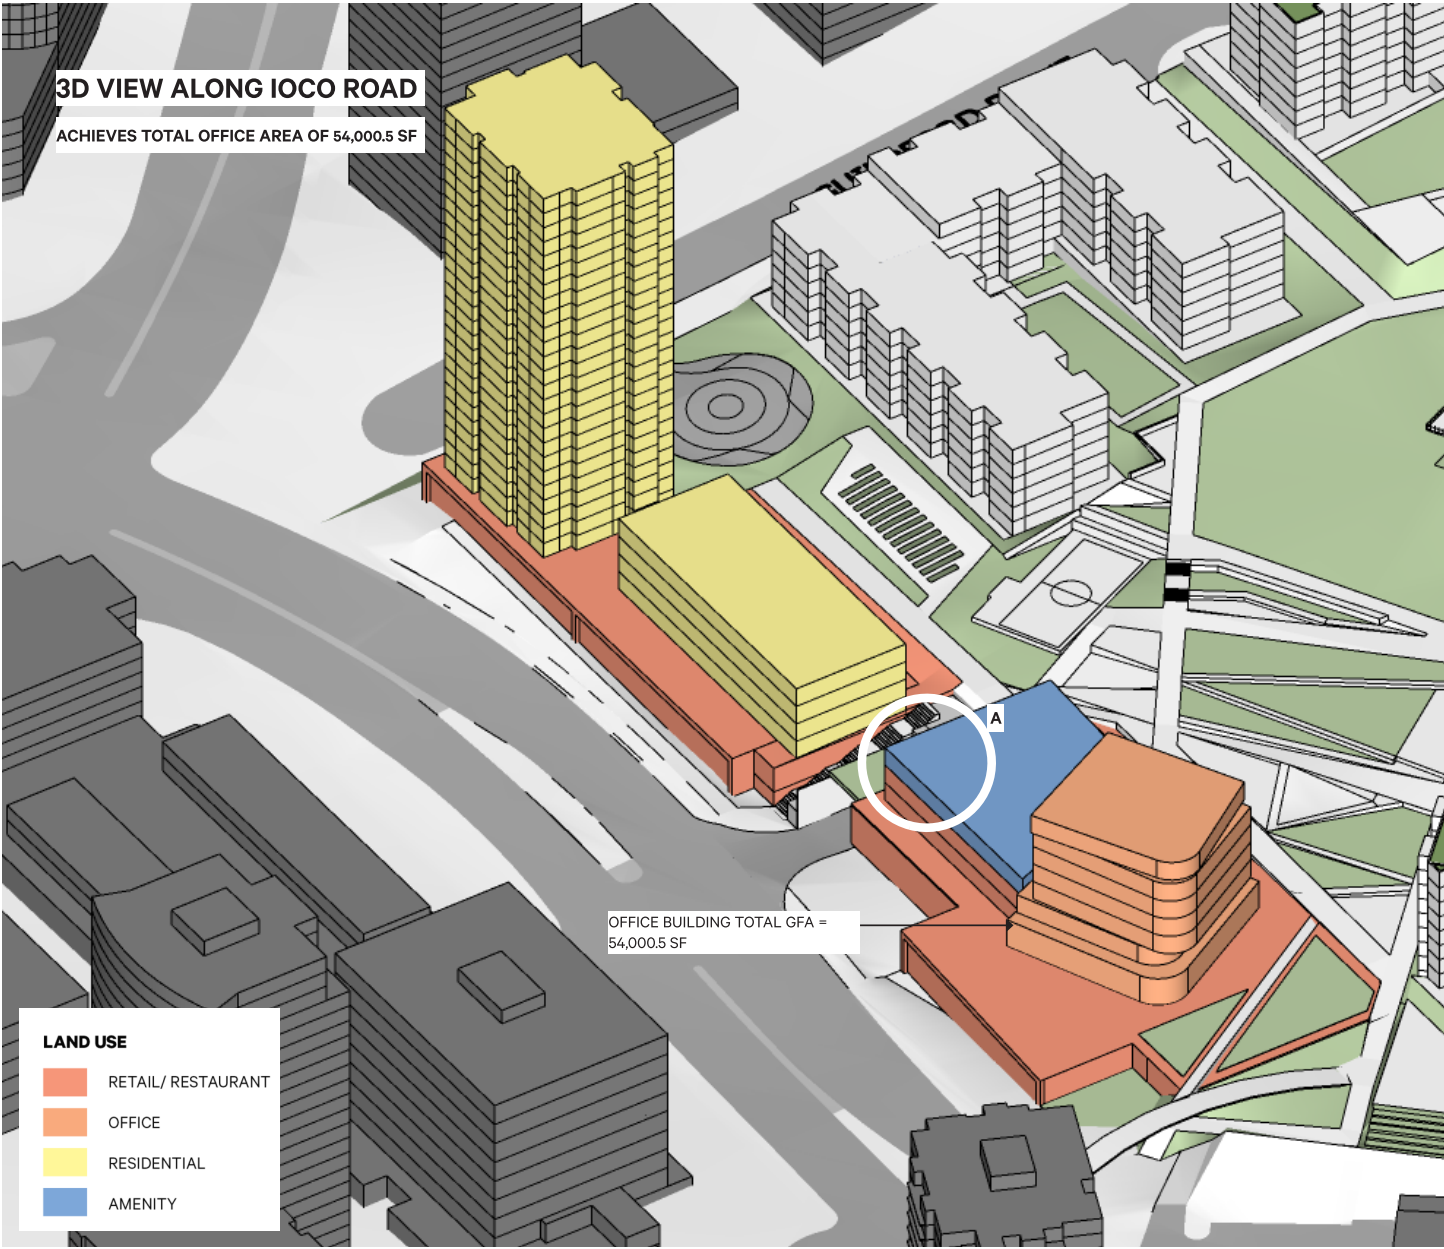 3D VIEW ALONG IOCO ROAD
ACHIEVES TOTAL OFFICE AREA OF 54,000.5 SF
A
OFFICE BUILDING TOTAL GFA =
54,000.5 SF
LAND USE
RETAIL/ RESTAURANT
OFFICE
RESIDENTIAL
AMENITY